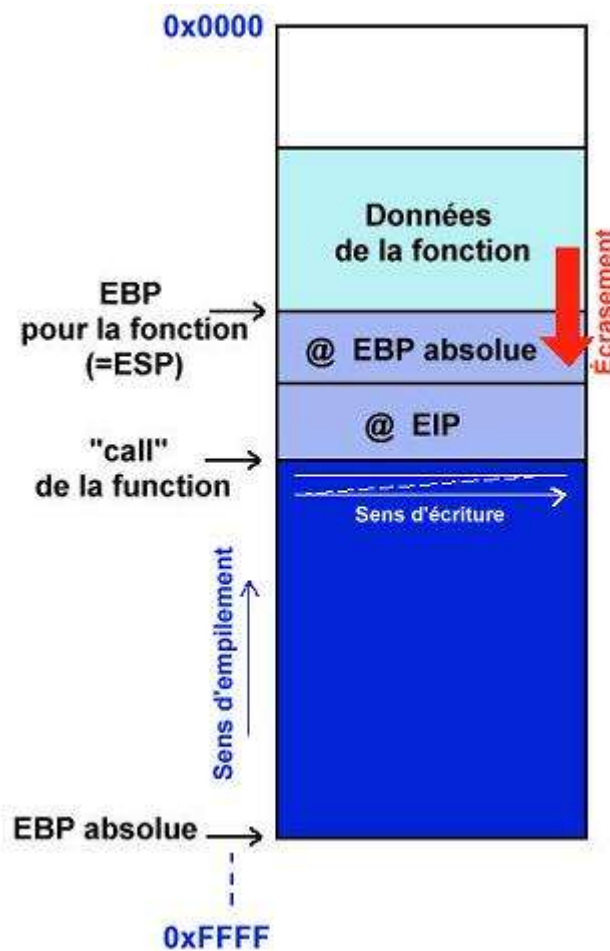 0x0000
Données
de la fonction
Écrasement
EBP
pour la fonction
(=ESP)
@ EBP absolue
@ EIP
"call"
de la function
Sens d'écriture
Sens d'empilement
EBP absolue
0xFFFF